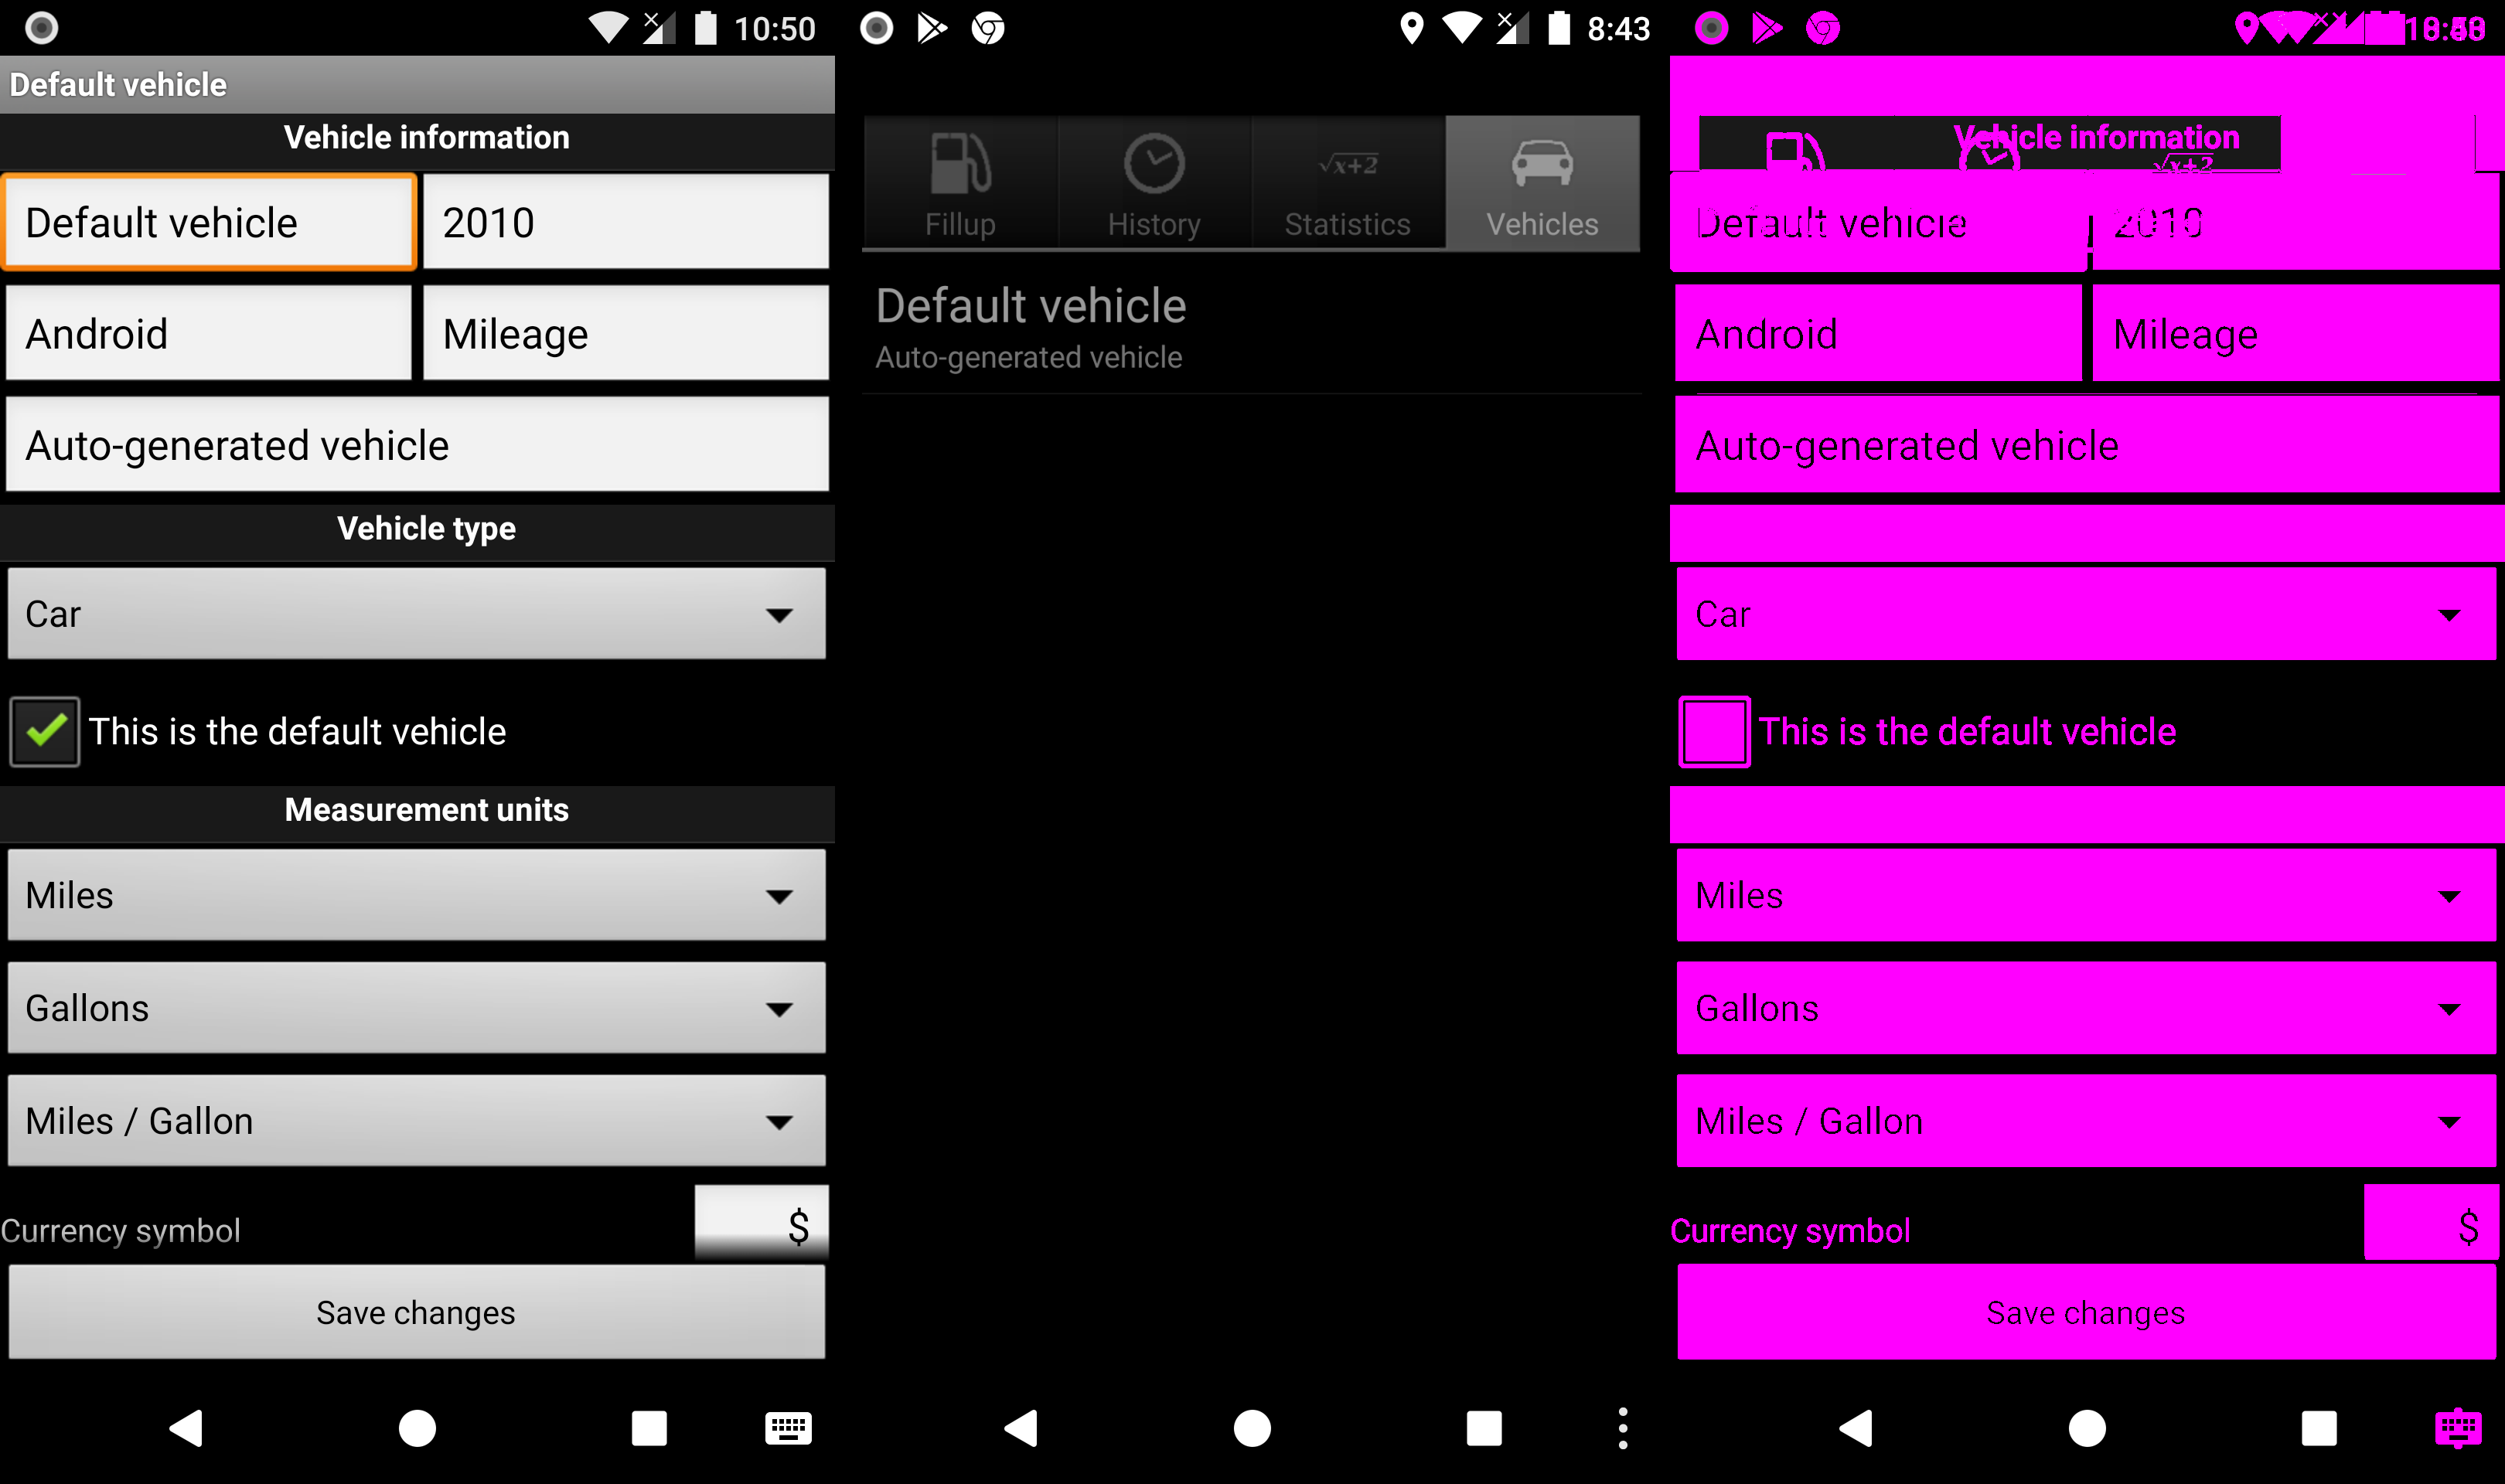 10:50
Default vehicle
Vehicle information
Default vehicle
2010
Android
Mileage
Auto-generated vehicle
Vehicle type
Car
This is the default vehicle
Measurement units
Miles
Gallons
Miles / Gallon
Currency symbol
$
Save changes
8:43
Fillup
History
√x+2
Statistics
Vehicles
Default vehicle
Auto-generated vehicle
Vehicle information
√x+2
Default vehicle
2010
Android
Mileage
Auto-generated vehicle
Car
This is the default vehicle
Miles
Gallons
Miles / Gallon
Currency symbol
$
Save changes